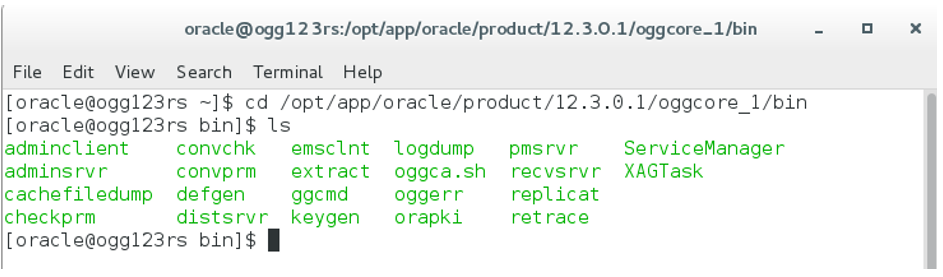 oracle@ogg123rs:/opt/app/oracle/product/12.3.0.1/oggcore_1/bin
File Edit View Search Terminal Help
[oracle@ogg123rs ~]$ cd /opt/app/oracle/product/12.3.0.1/oggcore_1/bin
[oracle@ogg123rs bin]$ ls
adminclient convchk emsclnt logdump pmsrvr ServiceManager
adminsrvr convprm extract oggca.sh recvsrvr XAGTask
cachefiledump defgen ggcmd oggerr replicat
checkprm distsrvr keygen orapki retrace
[oracle@ogg123rs bin]$